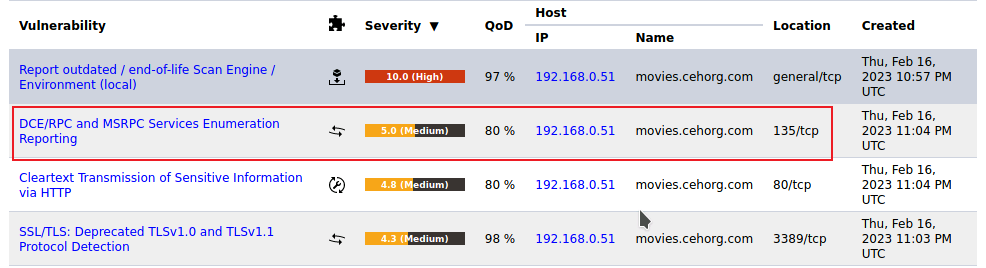 Vulnerability Severity ▼ QoD Host Location Created
IP Name
Report outdated / end-of-life Scan Engine /
Environment (local)
10.0 (High) 97 % 192.168.0.51 movies.cehorg.com general/tcp
Thu, Feb 16,
2023 10:57 PM
UTC
DCE/RPC and MSRPC Services Enumeration
Reporting
5.0 (Medium) 80 % 192.168.0.51 movies.cehorg.com 135/tcp
Thu, Feb 16,
2023 11:04 PM
UTC
Cleartext Transmission of Sensitive Information
via HTTP
4.8 (Medium) 80 % 192.168.0.51 movies.cehorg.com 80/tcp
Thu, Feb 16,
2023 11:04 PM
UTC
SSL/TLS: Deprecated TLSv1.0 and TLSv1.1
Protocol Detection
4.3 (Medium) 98 % 192.168.0.51 movies.cehorg.com 3389/tcp
Thu, Feb 16,
2023 11:03 PM
UTC